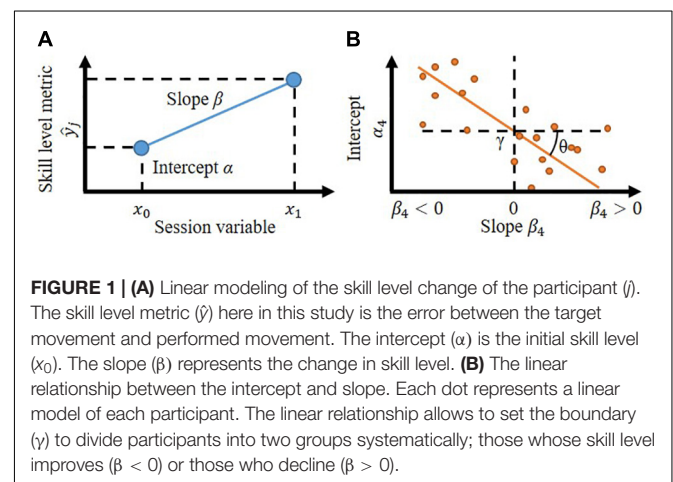 A
B
Skill level metric
ŷⱼ
Slope β
Intercept α
x₀
x₁
Session variable
Intercept
α₄
γ
θ
β₄ < 0
0
β₄ > 0
Slope β₄
FIGURE 1 | (A) Linear modeling of the skill level change of the participant (j).
The skill level metric (ŷ) here in this study is the error between the target
movement and performed movement. The intercept (α) is the initial skill level
(x₀). The slope (β) represents the change in skill level. (B) The linear
relationship between the intercept and slope. Each dot represents a linear
model of each participant. The linear relationship allows to set the boundary
(γ) to divide participants into two groups systematically; those whose skill level
improves (β < 0) or those who decline (β > 0).